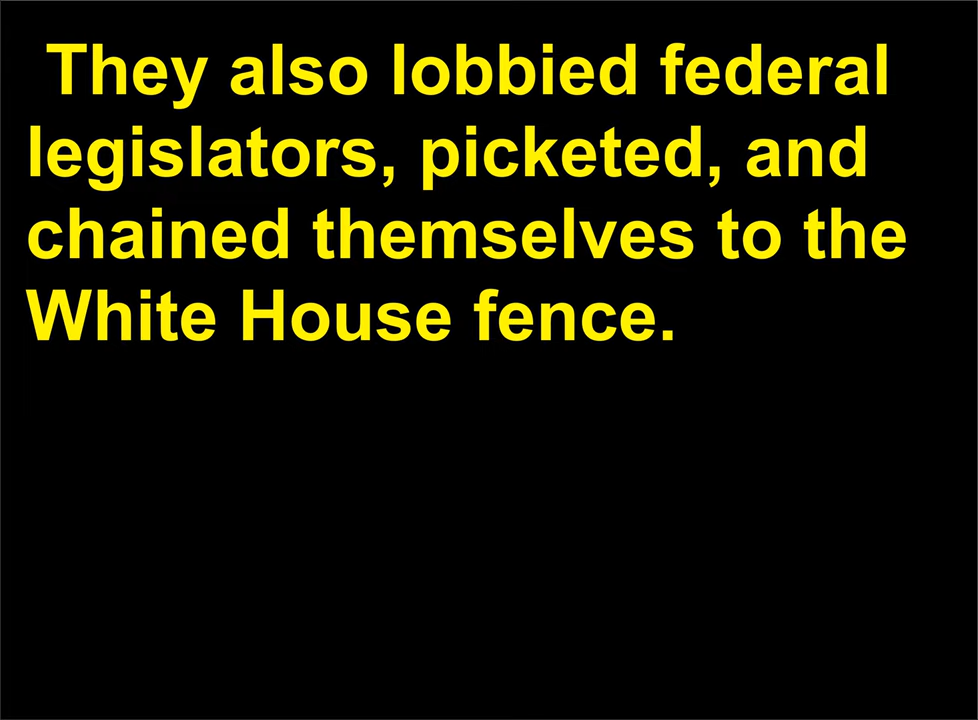 They also lobbied federal
legislators, picketed, and
chained themselves to the
White House fence.